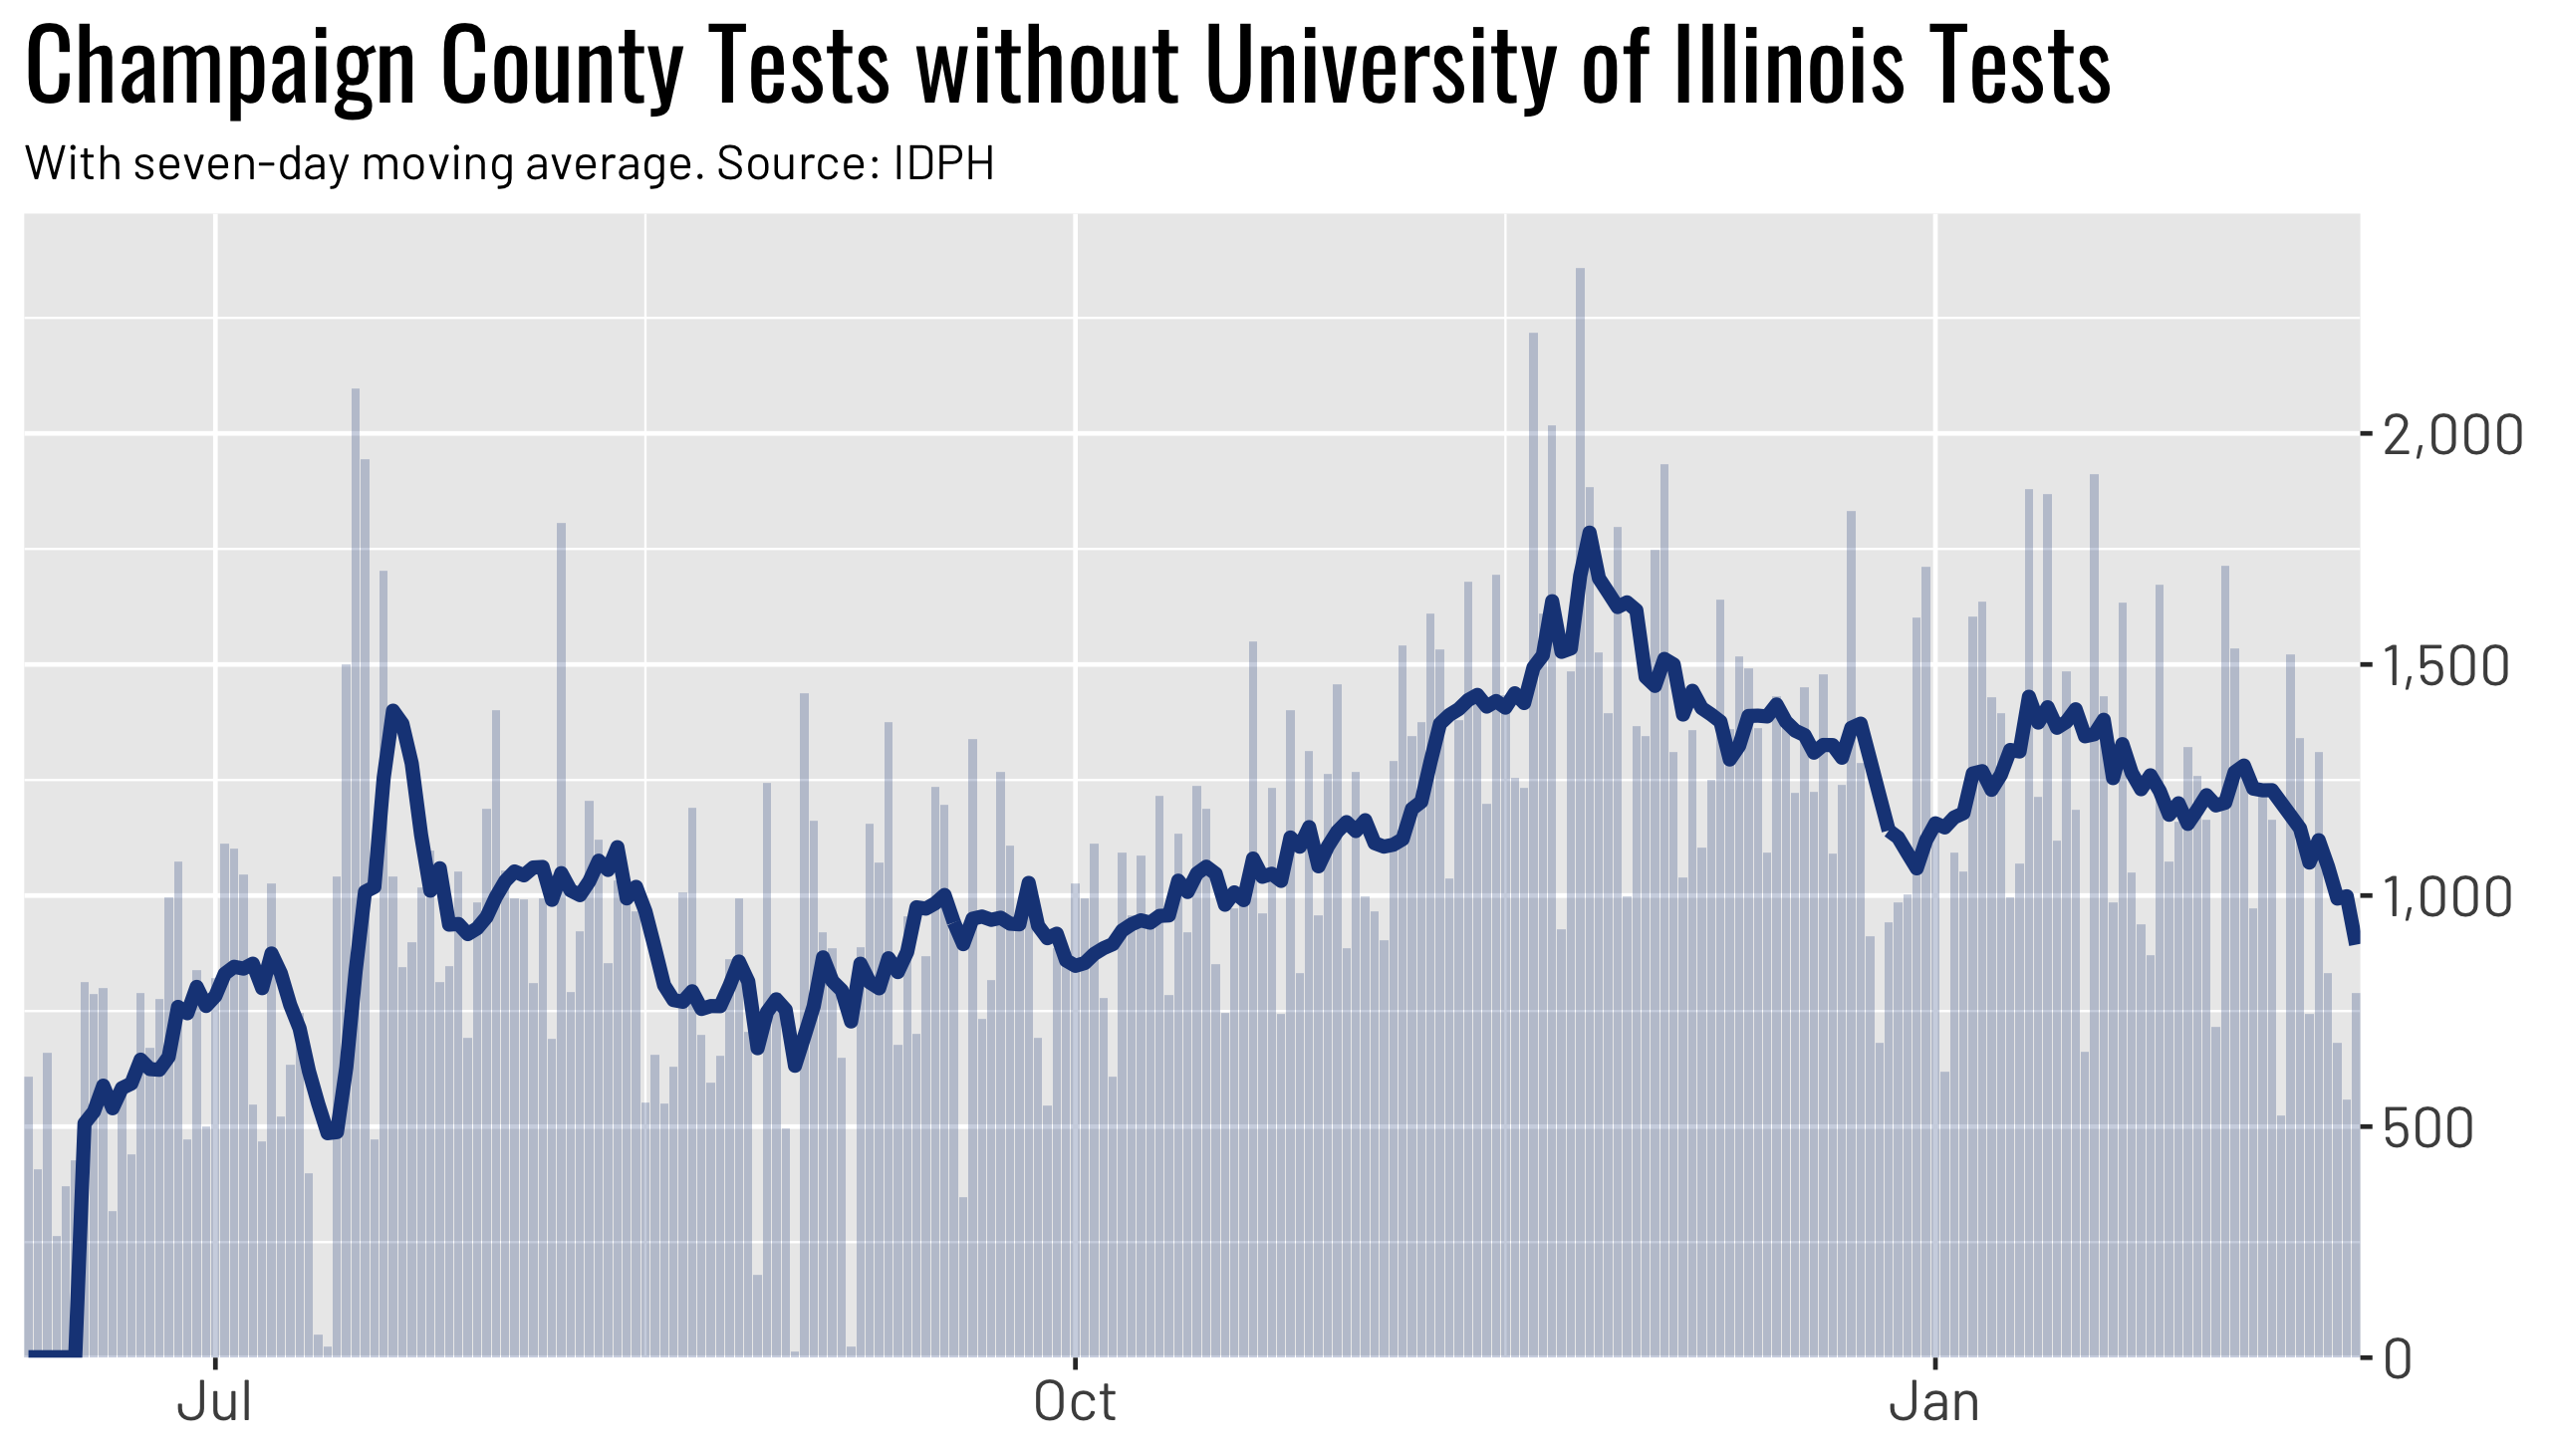 Champaign County Tests without University of Illinois Tests
With seven-day moving average. Source: IDPH
2,000
1,500
1,000
500
0
Jul Oct Jan